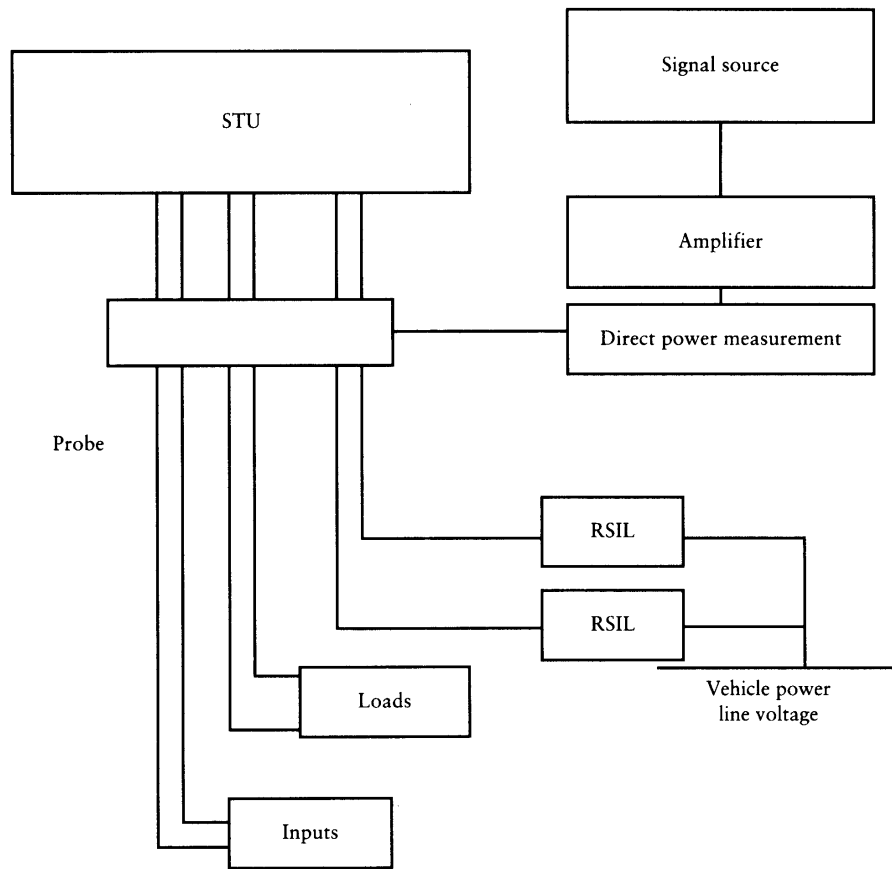 Signal source
STU
Amplifier
Direct power measurement
Probe
RSIL
RSIL
Loads
Vehicle power
line voltage
Inputs